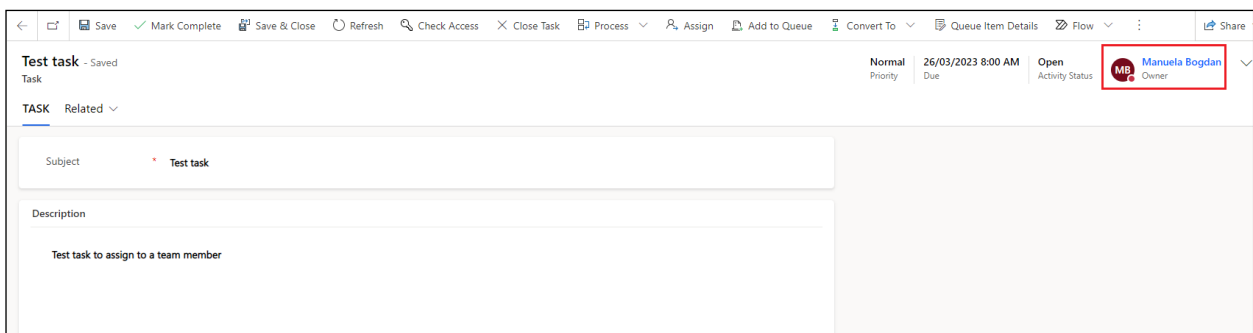 Save Mark Complete Save & Close Refresh Check Access Close Task Process Assign Add to Queue Convert To Queue Item Details Flow Share
Test task - Saved
Task
Normal 26/03/2023 8:00 AM Open MB Manuela Bogdan
Priority Due Activity Status Owner
TASK Related
Subject * Test task
Description
Test task to assign to a team member